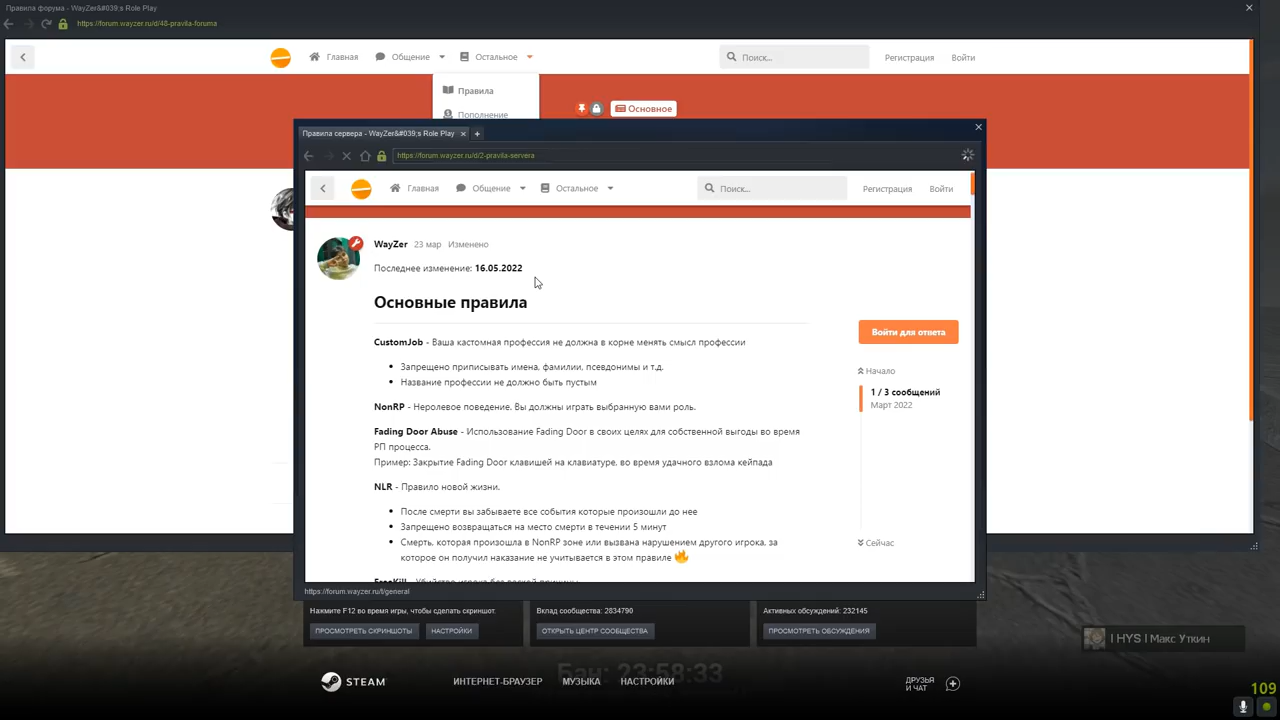 Правила форума - WayZer&#039;s Role Play
https://forum.wayzer.ru/d/48-pravila-foruma
Главная
Общение
Остальное
Поиск...
Регистрация
Войти
Правила
Пополнение
Основное
Правила сервера - WayZer&#039;s Role Play
https://forum.wayzer.ru/d/2-pravila-servera
Главная
Общение
Остальное
Поиск...
Регистрация
Войти
WayZer 23 мар Изменено
Последнее изменение: 16.05.2022
Основные правила
Войти для ответа
CustomJob - Ваша кастомная профессия не должна в корне менять смысл профессии
Запрещено приписывать имена, фамилии, псевдонимы и т.д.
Название профессии не должно быть пустым
Начало
1 / 3 сообщений
Март 2022
NonRP - Неролевое поведение. Вы должны играть выбранную вами роль.
Fading Door Abuse - Использование Fading Door в своих целях для собственной выгоды во время
РП процесса.
Пример: Закрытие Fading Door клавишей на клавиатуре, во время удачного взлома кейпада
NLR - Правило новой жизни.
После смерти вы забываете все события которые произошли до нее
Запрещено возвращаться на место смерти в течении 5 минут
Смерть, которая произошла в NonRP зоне или вызвана нарушением другого игрока, за
которое он получил наказание не учитывается в этом правиле
Сейчас
FreeKill - Убийство игрока без веской причины
https://forum.wayzer.ru/t/general
Нажмите F12 во время игры, чтобы сделать скриншот.
ПРОСМОТРЕТЬ СКРИНШОТЫ
НАСТРОЙКИ
Вклад сообщества: 2834790
ОТКРЫТЬ ЦЕНТР СООБЩЕСТВА
Активных обсуждений: 232145
ПРОСМОТРЕТЬ ОБСУЖДЕНИЯ
| HYS | Макс Уткин
Бан: 23:58:33
STEAM
ИНТЕРНЕТ-БРАУЗЕР
МУЗЫКА
НАСТРОЙКИ
ДРУЗЬЯ
И ЧАТ
109